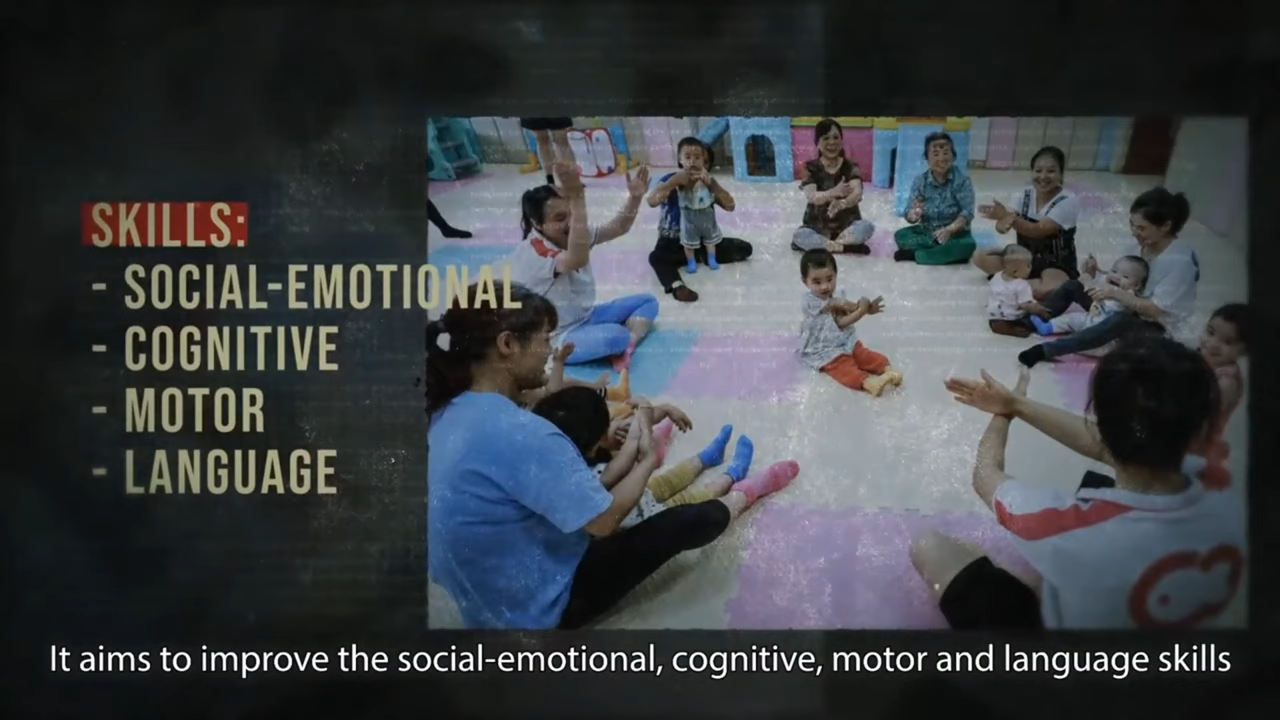 SKILLS:
- SOCIAL-EMOTIONAL
- COGNITIVE
- MOTOR
- LANGUAGE
It aims to improve the social-emotional, cognitive, motor and language skills